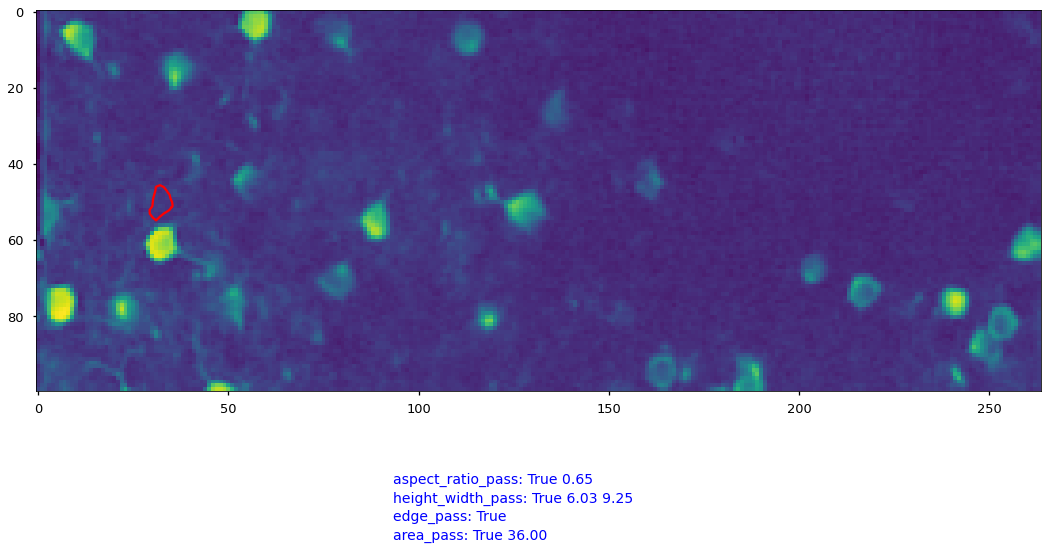 0
20
40
60
80
0
50
100
150
200
250
aspect_ratio_pass: True 0.65
height_width_pass: True 6.03 9.25
edge_pass: True
area_pass: True 36.00